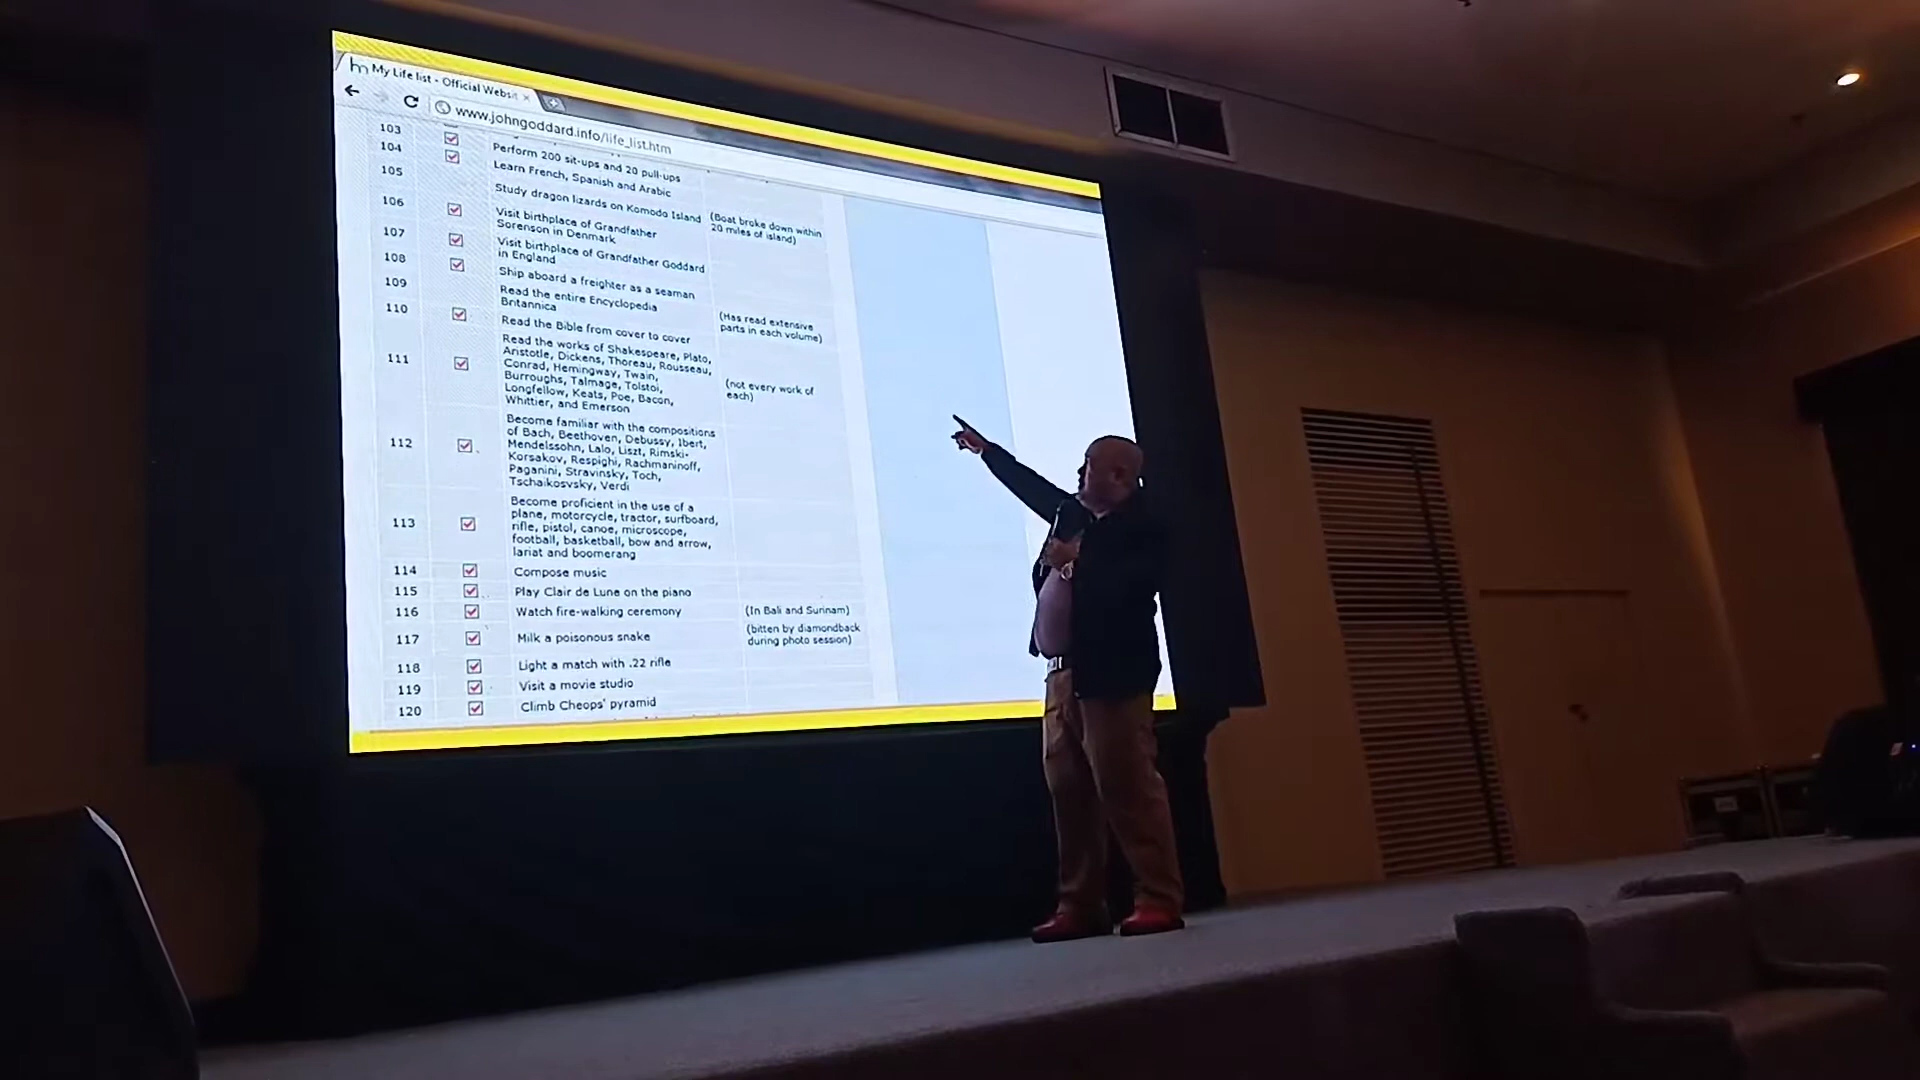 My Life list - Official Websit
www.johngoddard.info/life_list.htm
103
104 Perform 200 sit-ups and 20 pull-ups
Learn French, Spanish and Arabic
105 Study dragon lizards on Komodo Island (Boat broke down within
20 miles of island)
106 Visit birthplace of Grandfather
Sorenson in Denmark
107 Visit birthplace of Grandfather Goddard
in England
108 Ship aboard a freighter as a seaman
109 Read the entire Encyclopedia
Britannica (Has read extensive
parts in each volume)
110 Read the Bible from cover to cover
111 Read the works of Shakespeare, Plato,
Aristotle, Dickens, Thoreau, Rousseau,
Conrad, Hemingway, Twain,
Burroughs, Talmage, Tolstoi,
Longfellow, Keats, Poe, Bacon,
Whittier, and Emerson
(not every work of
each)
112 Become familiar with the compositions
of Bach, Beethoven, Debussy, Ibert,
Mendelssohn, Lalo, Liszt, Rimski-
Korsakov, Respighi, Rachmaninoff,
Paganini, Stravinsky, Toch,
Tschaikosvsky, Verdi
113 Become proficient in the use of a
plane, motorcycle, tractor, surfboard,
rifle, pistol, canoe, microscope,
football, basketball, bow and arrow,
lariat and boomerang
114 Compose music
115 Play Clair de Lune on the piano
116 Watch fire-walking ceremony (In Bali and Surinam)
117 Milk a poisonous snake (bitten by diamondback
during photo session)
118 Light a match with .22 rifle
119 Visit a movie studio
120 Climb Cheops' pyramid